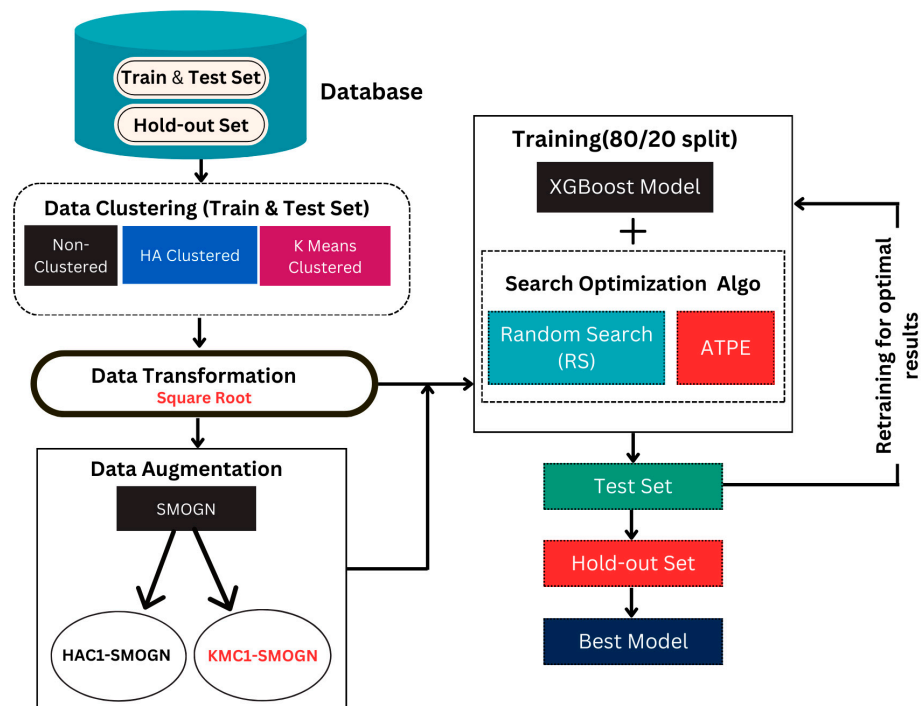 Train & Test Set
Hold-out Set
Database
Data Clustering (Train & Test Set)
Non-
Clustered
HA Clustered
K Means
Clustered
Data Transformation
Square Root
Data Augmentation
SMOGN
HAC1-SMOGN
KMC1-SMOGN
Training(80/20 split)
XGBoost Model
+
Search Optimization Algo
Random Search
(RS)
ATPE
Test Set
Hold-out Set
Best Model
Retraining for optimal
results